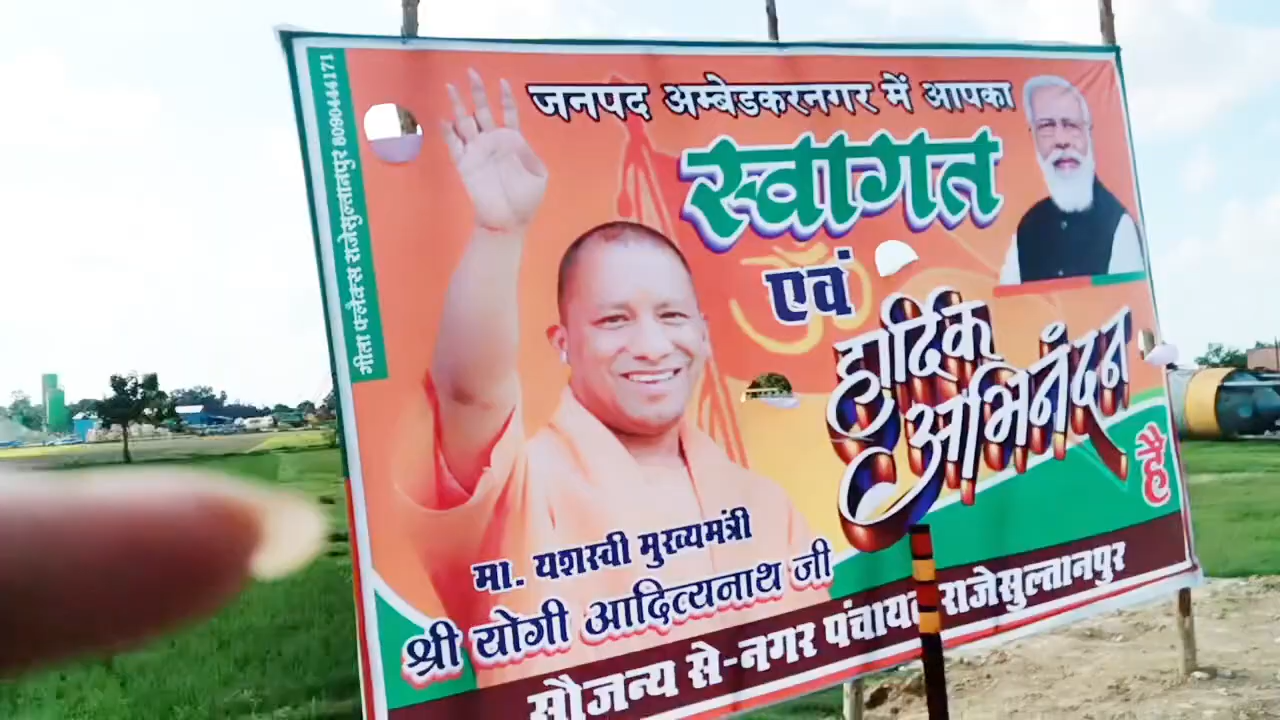 जनपद अम्बेडकरनगर में आपका
स्वागत
एवं
हार्दिक
अभिनंदन
है
मा. यशस्वी मुख्यमंत्री
श्री योगी आदित्यनाथ जी
सौजन्य से-नगर पंचायत राजेसुल्तानपुर
गीता फ्लैक्स राजेसुल्तानपुर 8090444171